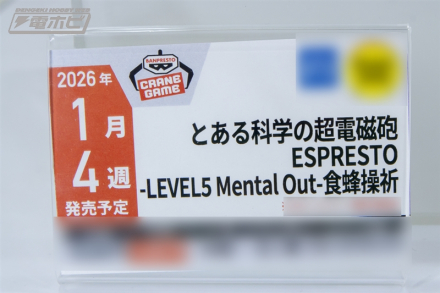 電ホビ
2026年
1月
4週
発売予定
BANPRESTO
CRANE
GAME
とある科学の超電磁砲
ESPRESTO
-LEVEL5 Mental Out-食蜂操祈